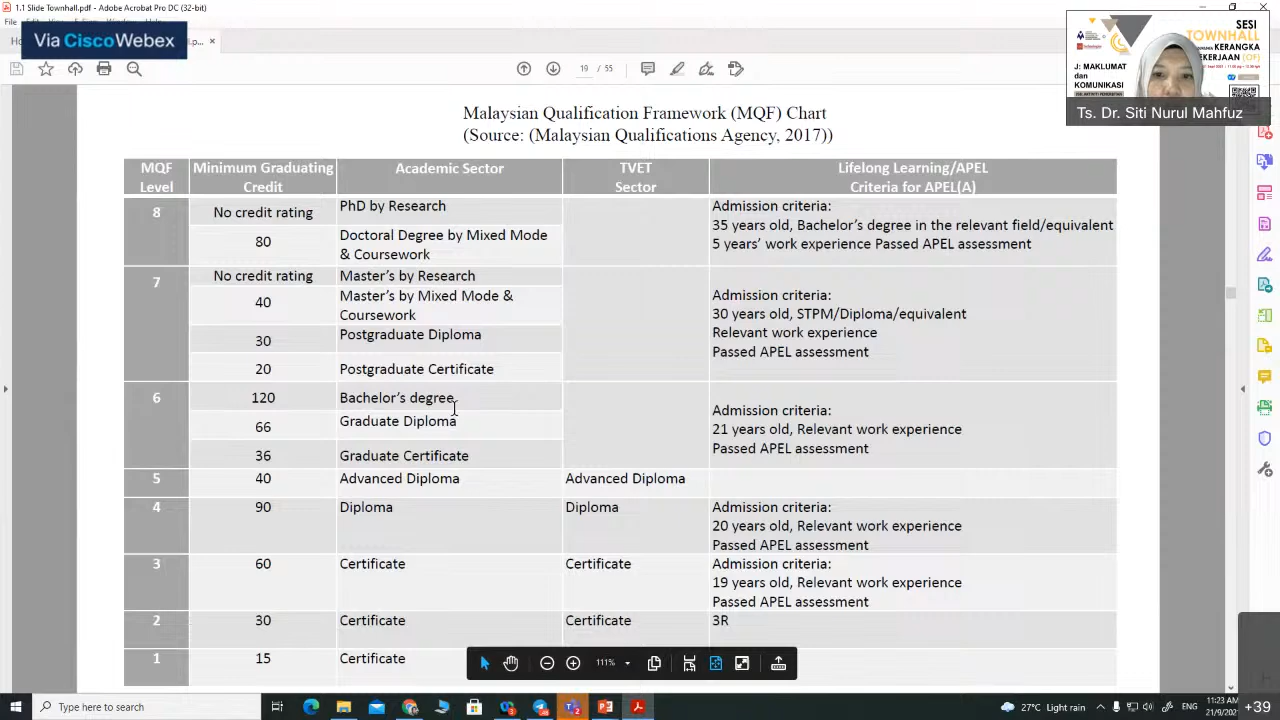 1.1 Slide Townhall.pdf - Adobe Acrobat Pro DC (32-bit)
Via CiscoWebex
19 / 55
SESI
TOWNHALL
KERANGKA
(OF)
J: MAKLUMAT
dan
KOMUNIKASI
Ts. Dr. Siti Nurul Mahfuz
Malaysian Qualification Framework (MQF) Chart
(Source: (Malaysian Qualifications Agency, 2017))
MQF Level
Minimum Graduating Credit
Academic Sector
TVET Sector
Lifelong Learning/APEL
Criteria for APEL(A)
8
No credit rating
PhD by Research
80
Doctoral Degree by Mixed Mode
& Coursework
Admission criteria:
35 years old, Bachelor's degree in the relevant field/equivalent
5 years' work experience Passed APEL assessment
7
No credit rating
Master's by Research
40
Master's by Mixed Mode &
Coursework
30
Postgraduate Diploma
20
Postgraduate Certificate
Admission criteria:
30 years old, STPM/Diploma/equivalent
Relevant work experience
Passed APEL assessment
6
120
Bachelor's degree
66
Graduate Diploma
36
Graduate Certificate
Admission criteria:
21 years old, Relevant work experience
Passed APEL assessment
5
40
Advanced Diploma
Advanced Diploma
4
90
Diploma
Diploma
Admission criteria:
20 years old, Relevant work experience
Passed APEL assessment
3
60
Certificate
Certificate
Admission criteria:
19 years old, Relevant work experience
Passed APEL assessment
2
30
Certificate
Certificate
3R
1
15
Certificate
111%
Type here to search
27°C Light rain
ENG
11:23 AM
+39